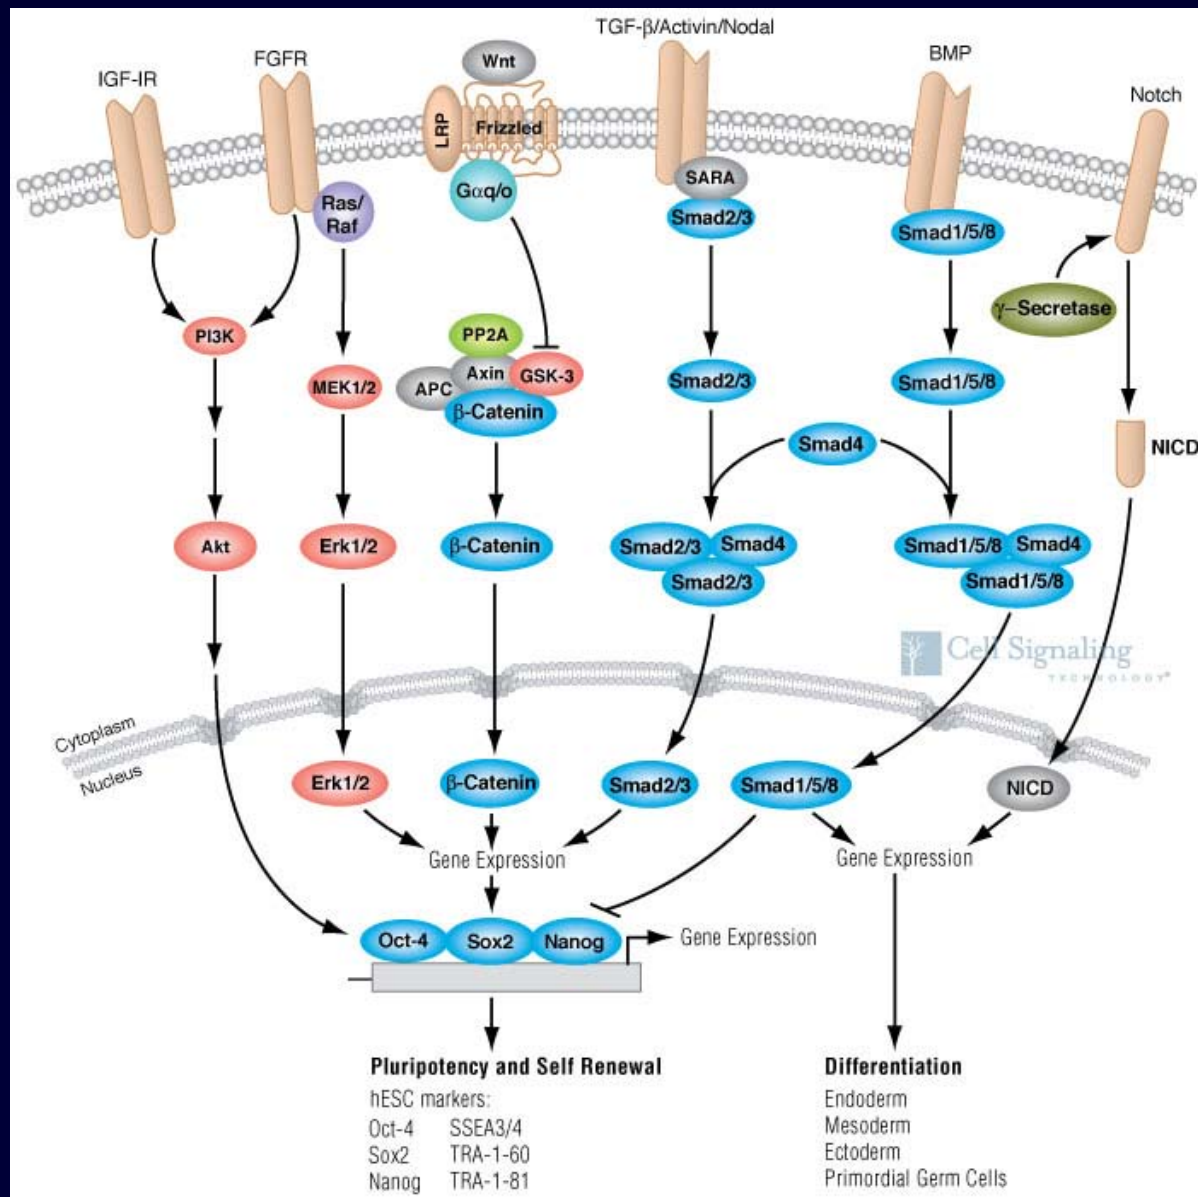 TGF-β/Activin/Nodal
IGF-IR
FGFR
Wnt
BMP
Notch
LRP
Frizzled
Gαq/o
Ras/
Raf
SARA
Smad2/3
Smad1/5/8
γ-Secretase
PI3K
PP2A
MEK1/2
APC
Axin
GSK-3
β-Catenin
Smad2/3
Smad1/5/8
Smad4
NICD
Akt
Erk1/2
β-Catenin
Smad2/3
Smad4
Smad2/3
Smad1/5/8
Smad4
Smad1/5/8
Cell Signaling
TECHNOLOGY®
Cytoplasm
Nucleus
Erk1/2
β-Catenin
Smad2/3
Smad1/5/8
NICD
Gene Expression
Gene Expression
Oct-4
Sox2
Nanog
Gene Expression
Pluripotency and Self Renewal
hESC markers:
Oct-4 SSEA3/4
Sox2 TRA-1-60
Nanog TRA-1-81
Differentiation
Endoderm
Mesoderm
Ectoderm
Primordial Germ Cells